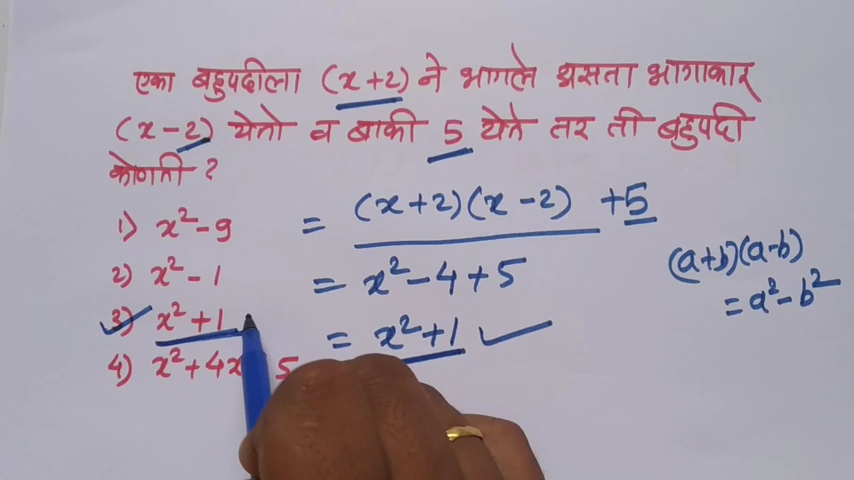 एका बहुपदीला (x+2) ने भागले असता भागाकार
(x-2) येतो व बाकी 5 येते तर ती बहुपदी
कोणती ?
1) x²-9
2) x²-1
3) x²+1
4) x²+4x 5
= (x+2)(x-2) +5
= x²-4+5
= x²+1
(a+b)(a-b)
= a²-b²